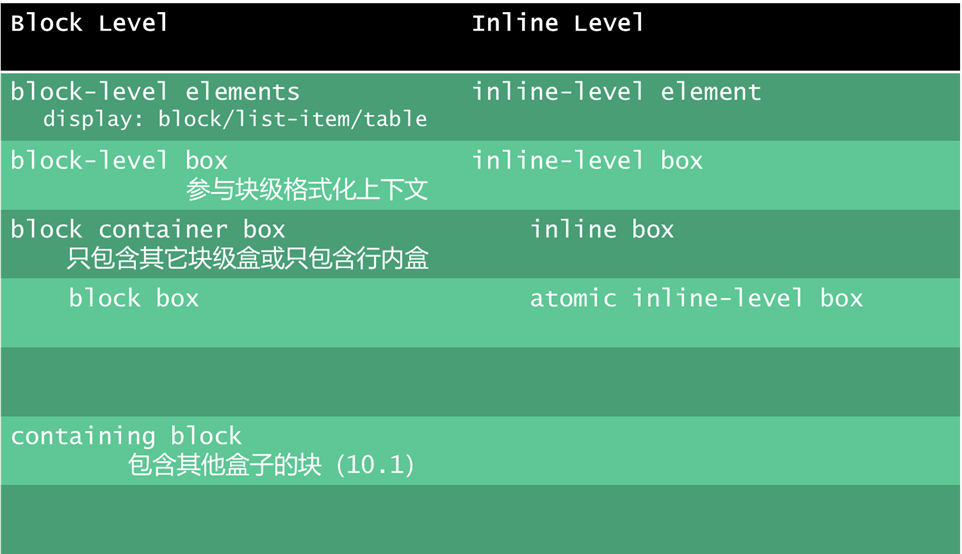 Block Level Inline Level
block-level elements inline-level element
display: block/list-item/table
block-level box inline-level box
参与块级格式化上下文
block container box inline box
只包含其它块级盒或只包含行内盒
block box atomic inline-level box
containing block
包含其他盒子的块（10.1）